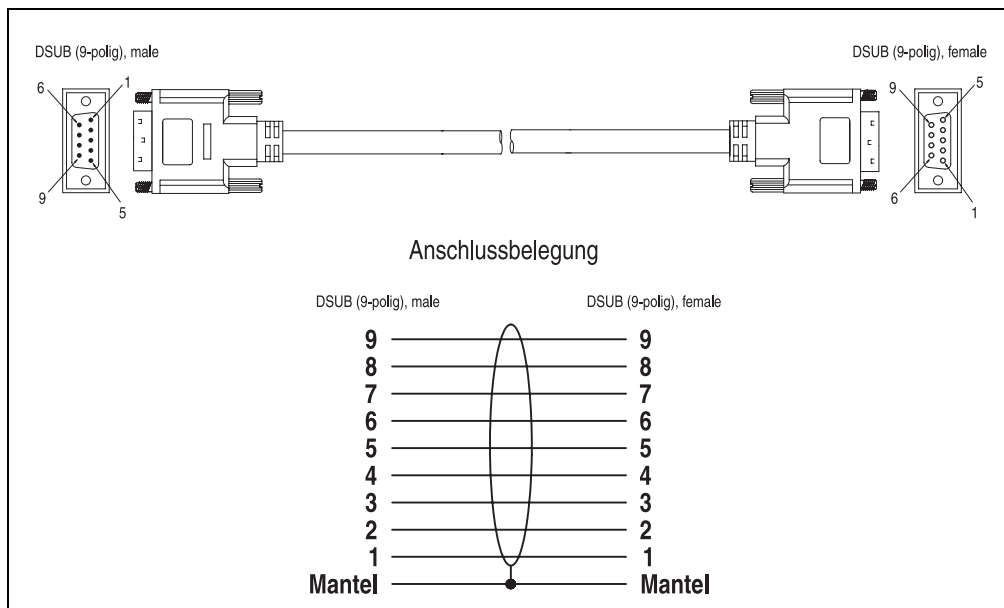 DSUB (9-polig), male DSUB (9-polig), female
6 1 9 5
9 5 6 1
Anschlussbelegung
DSUB (9-polig), male DSUB (9-polig), female
9 9
8 8
7 7
6 6
5 5
4 4
3 3
2 2
1 1
Mantel Mantel